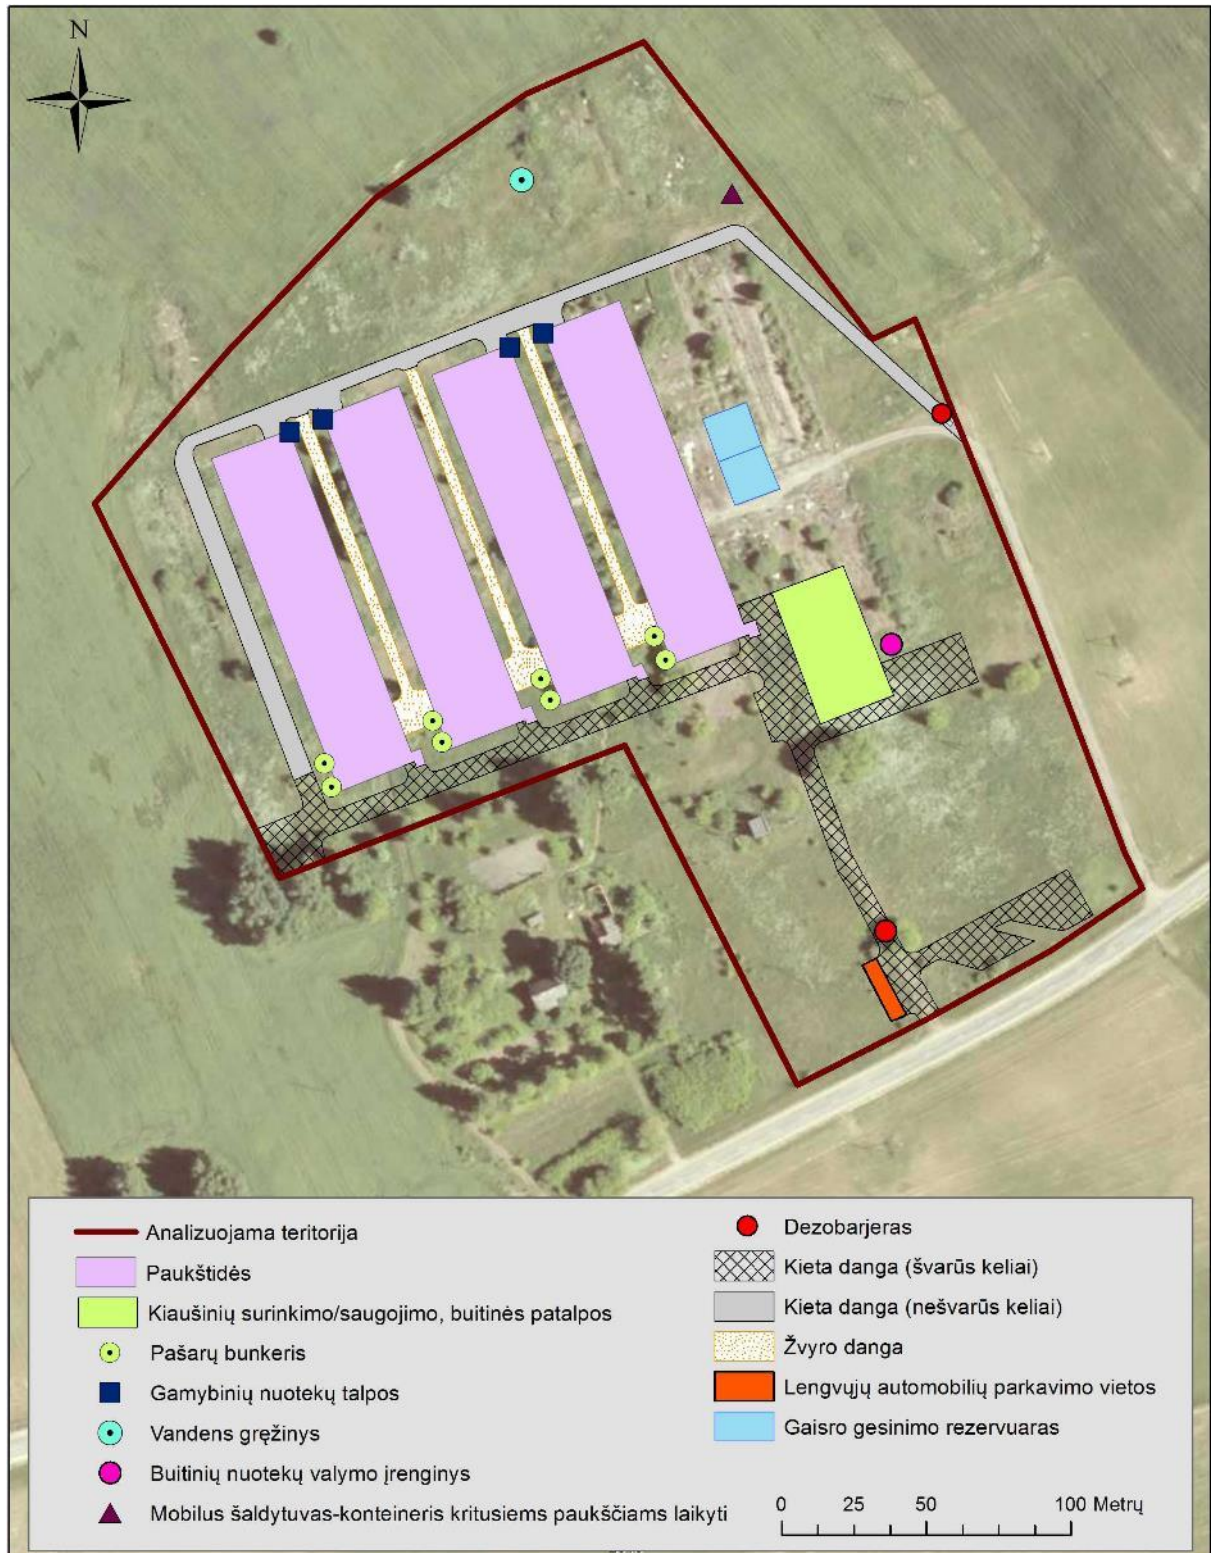 N
Analizuojama teritorija
Paukštidės
Kiaušinių surinkimo/saugojimo, buitinės patalpos
Pašarų bunkeris
Gamybinių nuotekų talpos
Vandens gręžinys
Buitinių nuotekų valymo įrenginys
Mobilus šaldytuvas-konteineris kritusiems paukščiams laikyti
Dezobarjeras
Kieta danga (švarūs keliai)
Kieta danga (nešvarūs keliai)
Žvyro danga
Lengvųjų automobilių parkavimo vietos
Gaisro gesinimo rezervuaras
0 25 50 100 Metrų